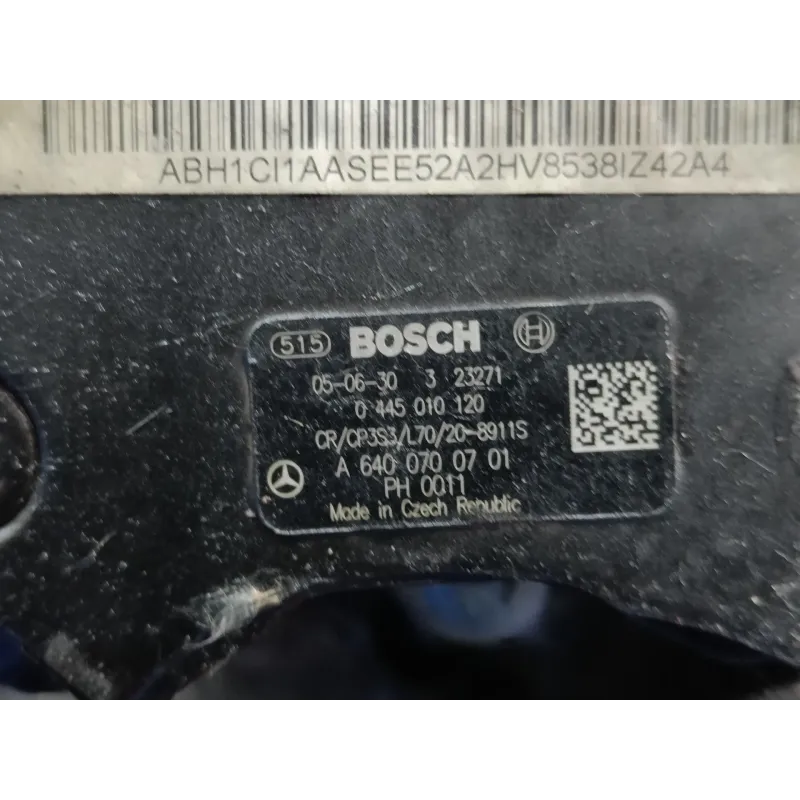 ABH1CI1AASEE52A2HV8538IZ42A4
515 BOSCH
05-06-30 3 23271
0 445 010 120
CR/CP3S3/L70/20-8911S
A 640 070 07 01
PH 0011
Made in Czech Republic